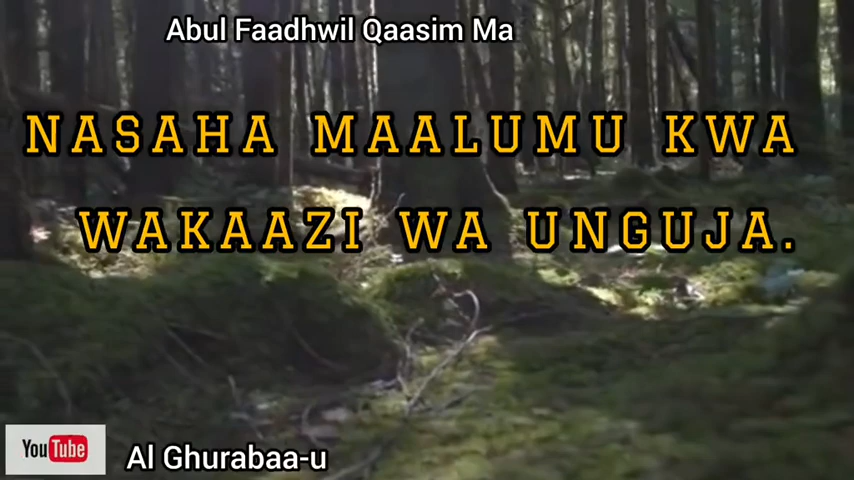 Abul Faadhwil Qaasim Ma
NASAHA MAALUMU KWA
WAKAAZI WA UNGUJA.
YouTube
Al Ghurabaa-u